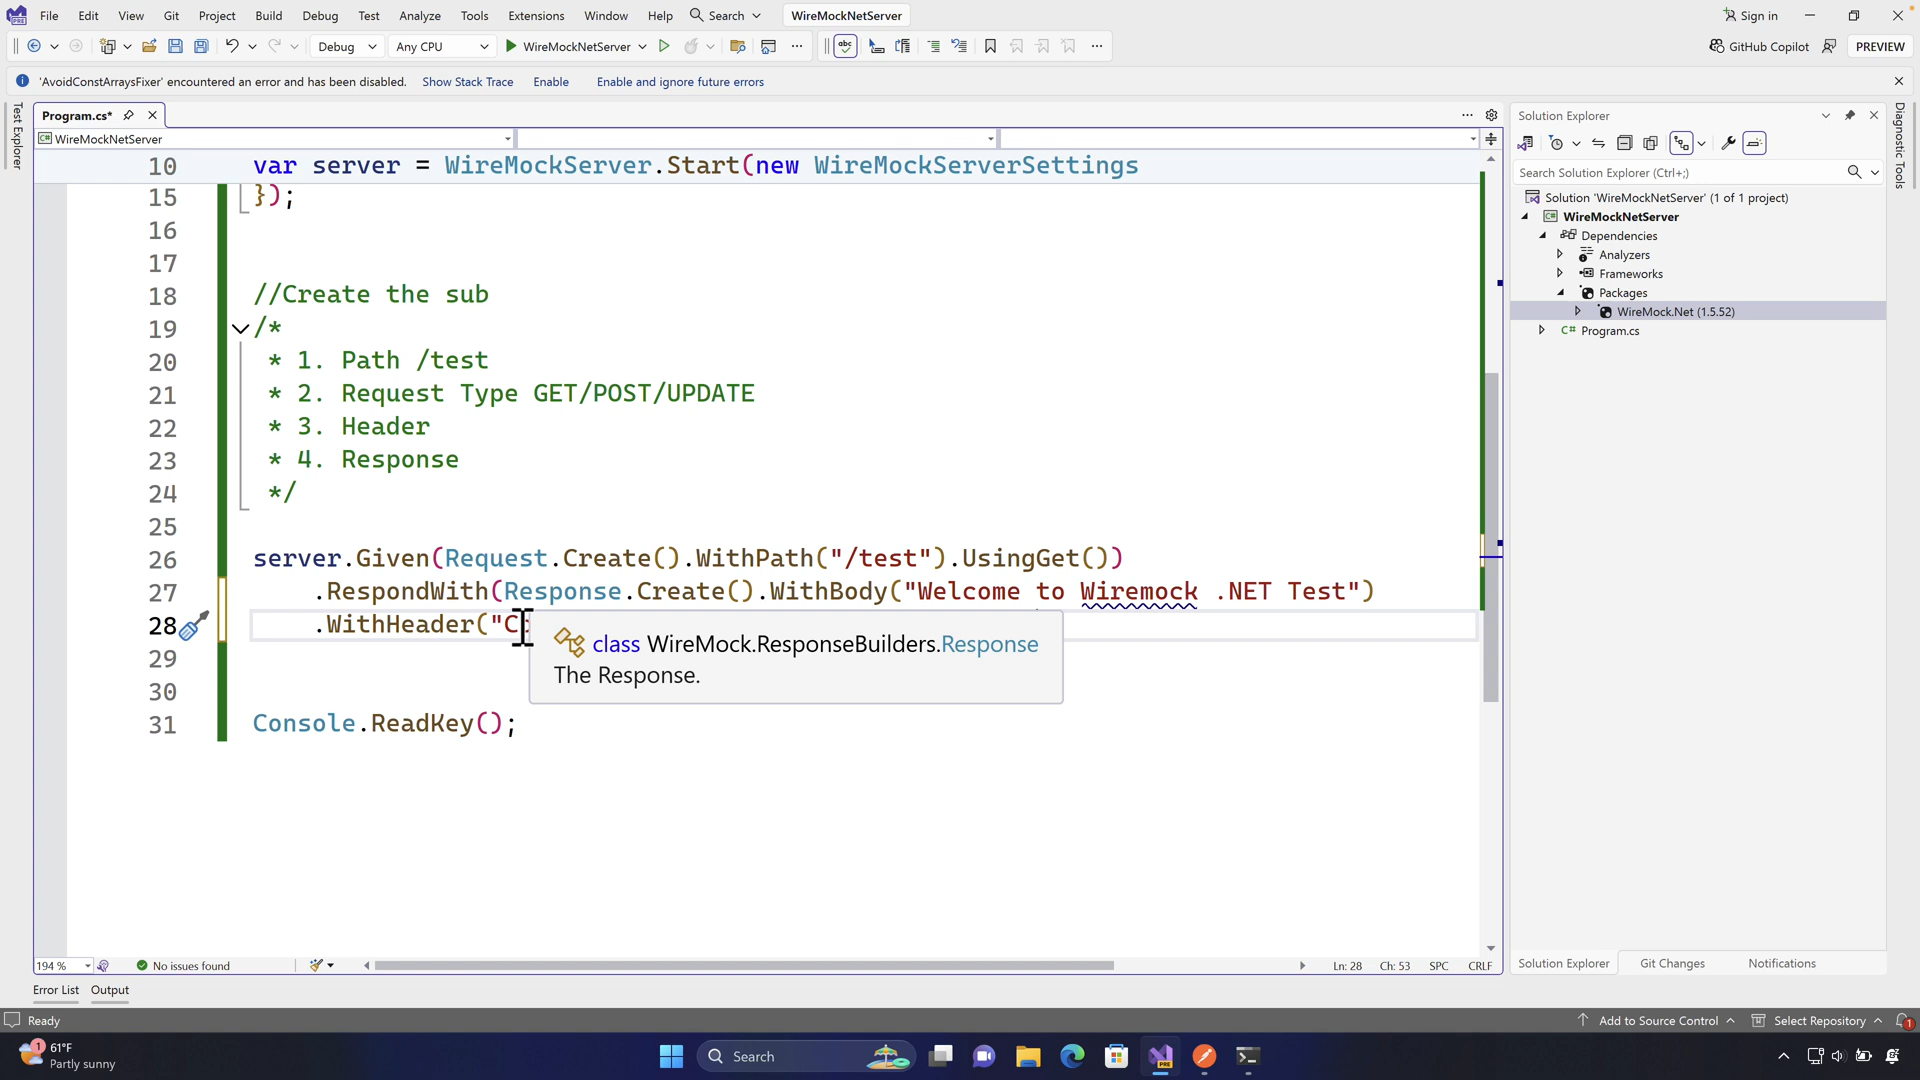 File Edit View Git Project Build Debug Test Analyze Tools Extensions Window Help Search WireMockNetServer Sign in
Debug Any CPU WireMockNetServer GitHub Copilot PREVIEW
'AvoidConstArraysFixer' encountered an error and has been disabled. Show Stack Trace Enable Enable and ignore future errors
Test Explorer
Program.cs*
WireMockNetServer
10 var server = WireMockServer.Start(new WireMockServerSettings
15 });
16
17
18 //Create the sub
19 /*
20 * 1. Path /test
21 * 2. Request Type GET/POST/UPDATE
22 * 3. Header
23 * 4. Response
24 */
25
26 server.Given(Request.Create().WithPath("/test").UsingGet())
27 .RespondWith(Response.Create().WithBody("Welcome to Wiremock .NET Test")
28 .WithHeader("C
class WireMock.ResponseBuilders.Response
The Response.
29
30
31 Console.ReadKey();
194 % No issues found Ln: 28 Ch: 53 SPC CRLF
Solution Explorer
Search Solution Explorer (Ctrl+;)
Solution 'WireMockNetServer' (1 of 1 project)
C# WireMockNetServer
Dependencies
Analyzers
Frameworks
Packages
WireMock.Net (1.5.52)
C# Program.cs
Solution Explorer Git Changes Notifications
Diagnostic Tools
Error List Output
Ready Add to Source Control Select Repository 1
1 61°F
Partly sunny
Search
PRE